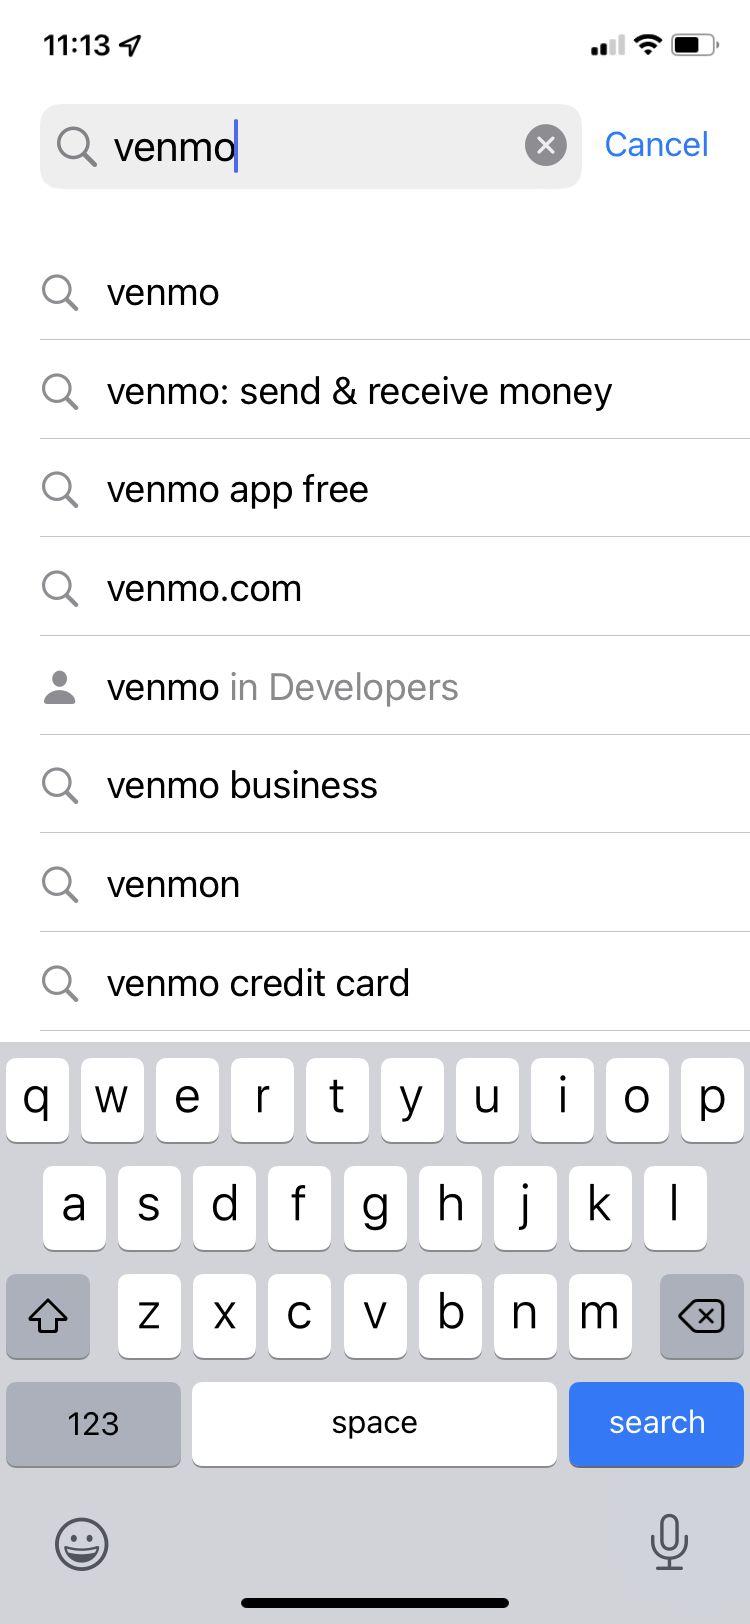 11:13
venmo Cancel
venmo
venmo: send & receive money
venmo app free
venmo.com
venmo in Developers
venmo business
venmon
venmo credit card
q w e r t y u i o p
a s d f g h j k l
z x c v b n m
123 space search